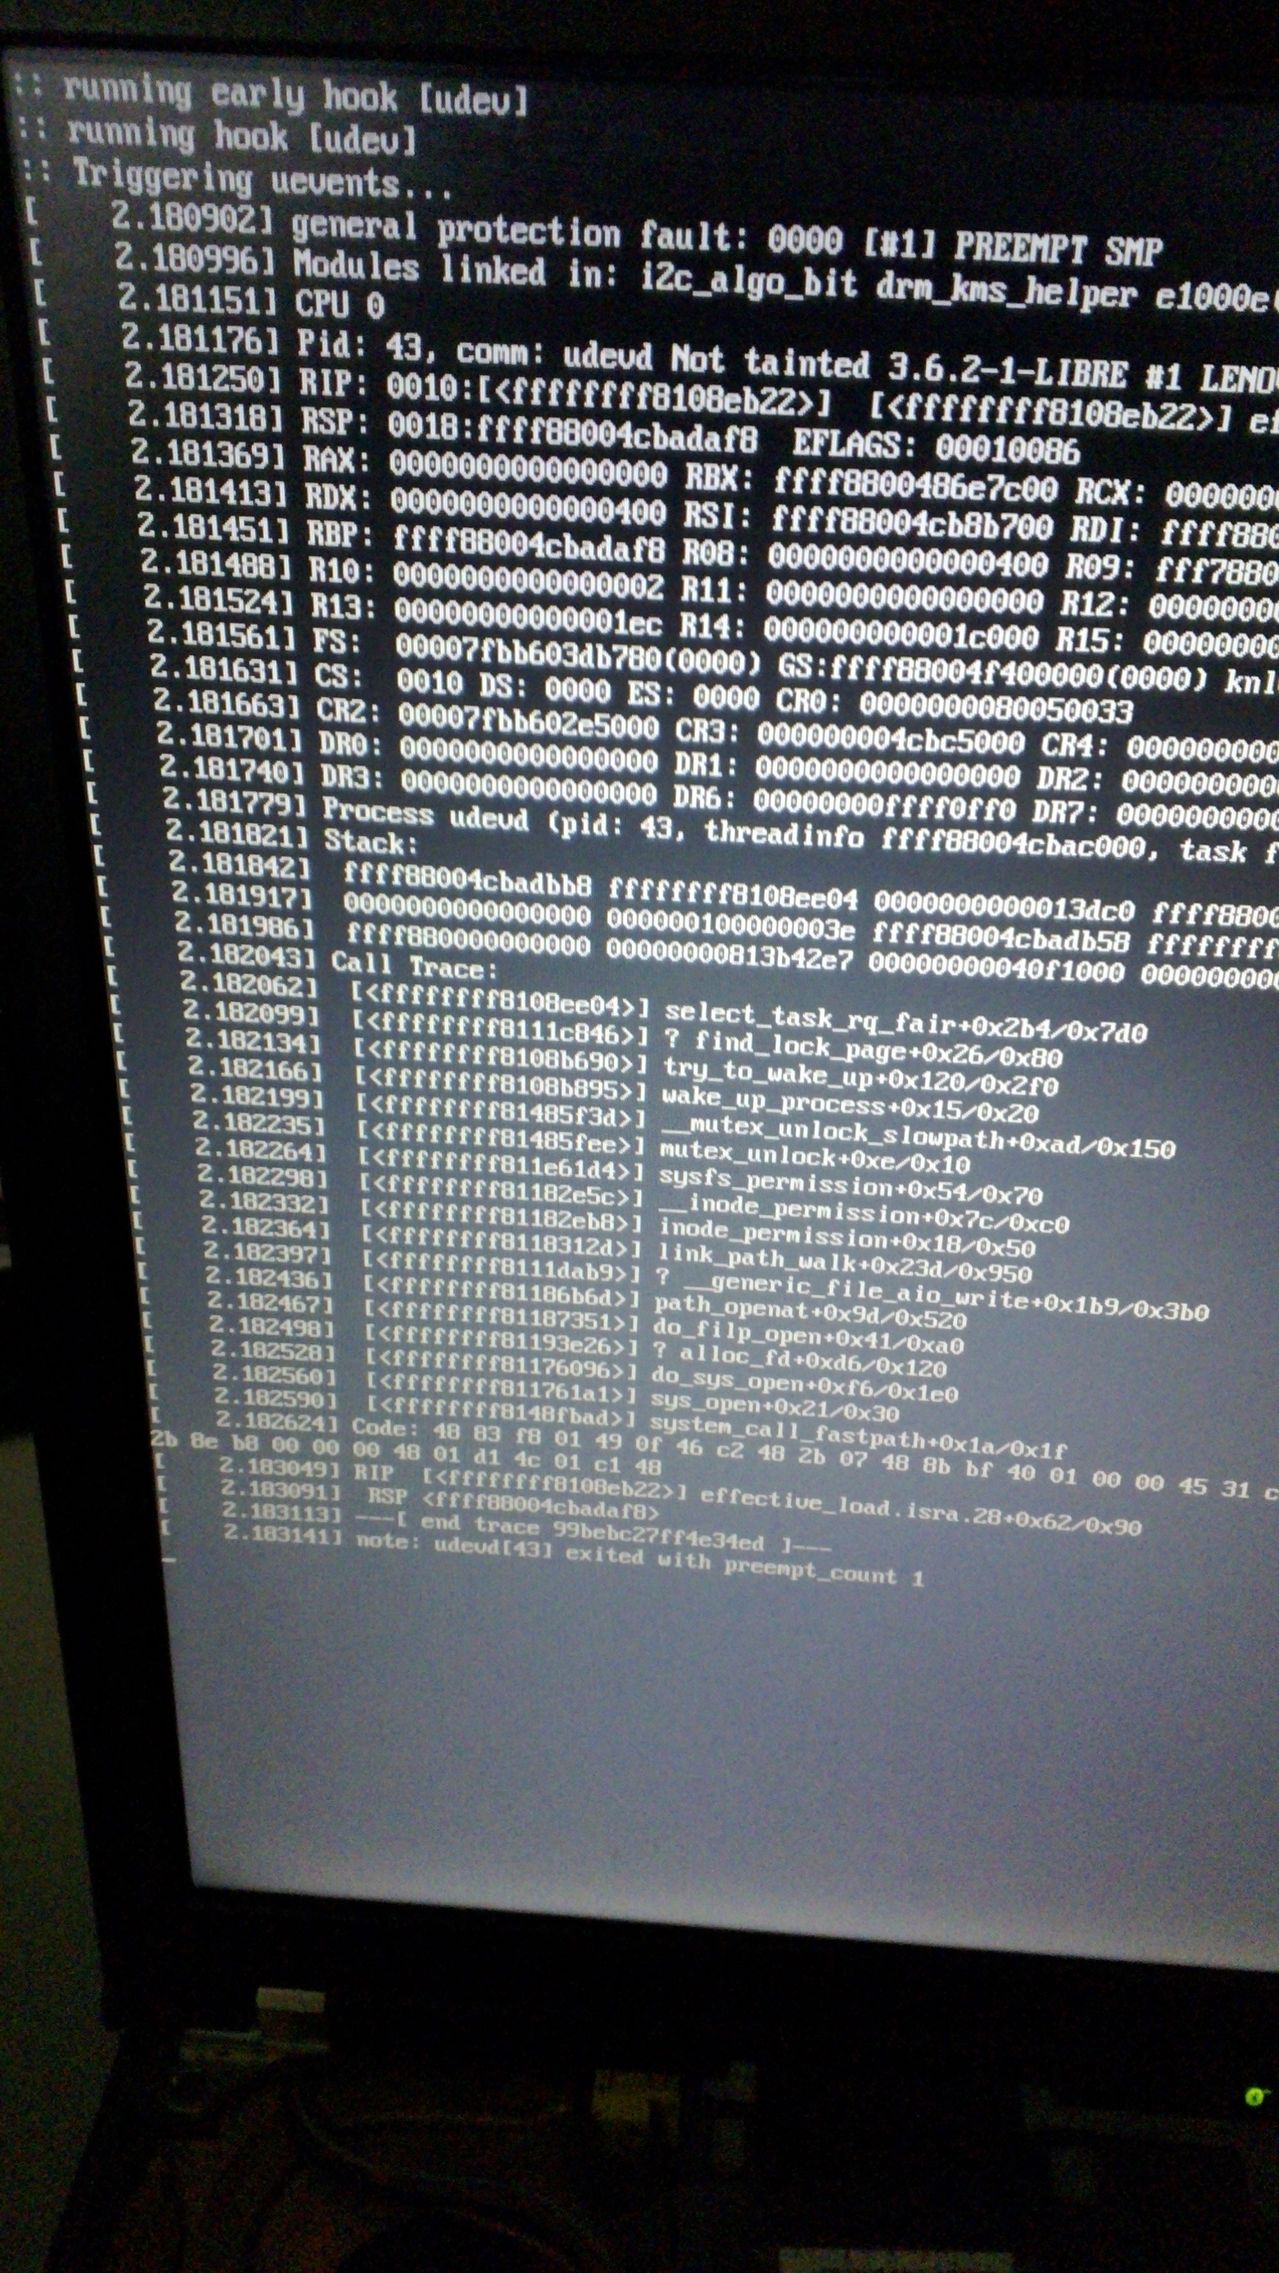 :: running early hook [udev]
:: running hook [udev]
:: Triggering uevents...
[ 2.180902] general protection fault: 0000 [#1] PREEMPT SMP
[ 2.180996] Modules linked in: i2c_algo_bit drm_kms_helper e1000e(
[ 2.181151] CPU 0
[ 2.181176] Pid: 43, comm: udevd Not tainted 3.6.2-1-LIBRE #1 LENO
[ 2.181250] RIP: 0010:[<ffffffff8108eb22>] [<ffffffff8108eb22>] ef
[ 2.181318] RSP: 0018:ffff88004cbadaf8 EFLAGS: 00010086
[ 2.181369] RAX: 0000000000000000 RBX: ffff8800486e7c00 RCX: 0000000
[ 2.181413] RDX: 0000000000000400 RSI: ffff88004cb8b700 RDI: ffff880
[ 2.181451] RBP: ffff88004cbadaf8 R08: 0000000000000400 R09: fff7880
[ 2.181488] R10: 0000000000000002 R11: 0000000000000000 R12: 00000000
[ 2.181524] R13: 00000000000001ec R14: 000000000001c000 R15: 00000000
[ 2.181561] FS: 00007fbb603db780(0000) GS:ffff88004f400000(0000) knl
[ 2.181631] CS: 0010 DS: 0000 ES: 0000 CR0: 0000000080050033
[ 2.181663] CR2: 00007fbb602e5000 CR3: 000000004cbc5000 CR4: 000000000
[ 2.181701] DR0: 0000000000000000 DR1: 0000000000000000 DR2: 000000000
[ 2.181740] DR3: 0000000000000000 DR6: 00000000ffff0ff0 DR7: 000000000
[ 2.181779] Process udevd (pid: 43, threadinfo ffff88004cbac000, task f
[ 2.181821] Stack:
[ 2.181842] ffff88004cbadbb8 ffffffff8108ee04 0000000000013dc0 ffff880
[ 2.181917] 0000000000000000 000000100000003e ffff88004cbadb58 ffffffff
[ 2.181986] ffff880000000000 00000000813b42e7 00000000040f1000 000000000
[ 2.182043] Call Trace:
[ 2.182062] [<ffffffff8108ee04>] select_task_rq_fair+0x2b4/0x7d0
[ 2.182099] [<ffffffff8111c846>] ? find_lock_page+0x26/0x80
[ 2.182134] [<ffffffff8108b690>] try_to_wake_up+0x120/0x2f0
[ 2.182166] [<ffffffff8108b895>] wake_up_process+0x15/0x20
[ 2.182199] [<ffffffff81485f3d>] __mutex_unlock_slowpath+0xad/0x150
[ 2.182235] [<ffffffff81485fee>] mutex_unlock+0xe/0x10
[ 2.182264] [<ffffffff811e61d4>] sysfs_permission+0x54/0x70
[ 2.182298] [<ffffffff81182e5c>] __inode_permission+0x7c/0xc0
[ 2.182332] [<ffffffff81182eb8>] inode_permission+0x18/0x50
[ 2.182364] [<ffffffff8118312d>] link_path_walk+0x23d/0x950
[ 2.182397] [<ffffffff8111dab9>] ? __generic_file_aio_write+0x1b9/0x3b0
[ 2.182436] [<ffffffff81186b6d>] path_openat+0x9d/0x520
[ 2.182467] [<ffffffff81187351>] do_filp_open+0x41/0xa0
[ 2.182498] [<ffffffff81193e26>] ? alloc_fd+0xd6/0x120
[ 2.182528] [<ffffffff81176096>] do_sys_open+0xf6/0x1e0
[ 2.182560] [<ffffffff811761a1>] sys_open+0x21/0x30
[ 2.182590] [<ffffffff8148fbad>] system_call_fastpath+0x1a/0x1f
[ 2.182624] Code: 48 83 f8 01 49 0f 46 c2 48 2b 07 48 8b bf 40 01 00 00 45 31 c
2b 8e b8 00 00 00 48 01 d1 4c 01 c1 48
[ 2.183049] RIP [<ffffffff8108eb22>] effective_load.isra.28+0x62/0x90
[ 2.183091] RSP <ffff88004cbadaf8>
[ 2.183113] ---[ end trace 99bebc27ff4e34ed ]---
[ 2.183141] note: udevd[43] exited with preempt_count 1